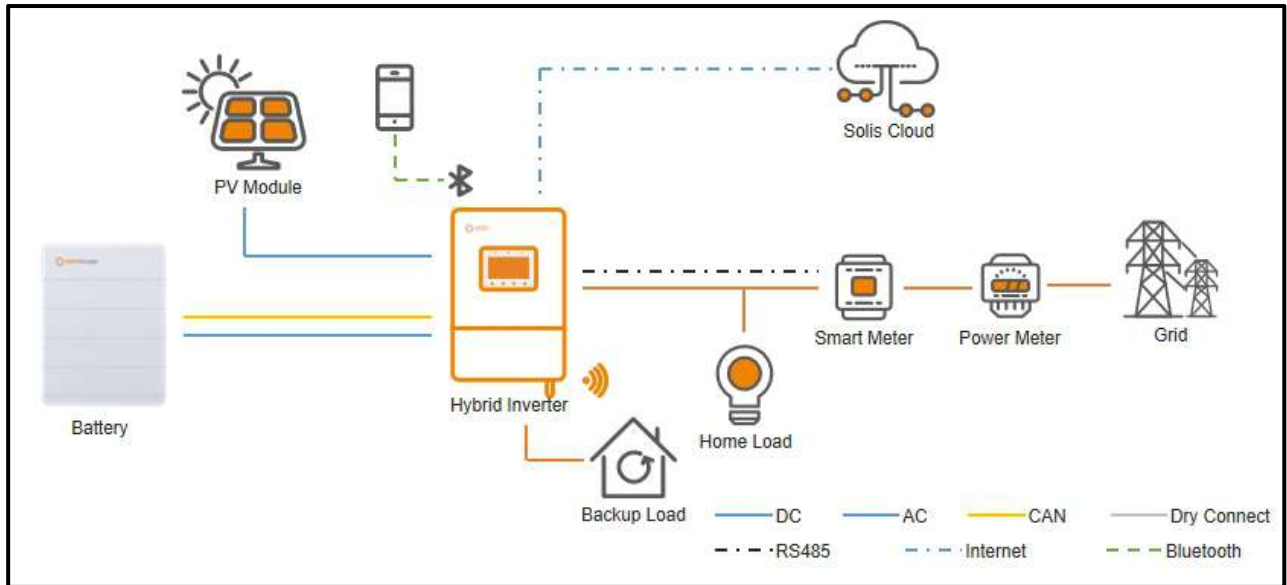 Solis Cloud
PV Module
Hybrid Inverter
Battery
Smart Meter
Power Meter
Grid
Home Load
Backup Load
DC
AC
CAN
Dry Connect
RS485
Internet
Bluetooth